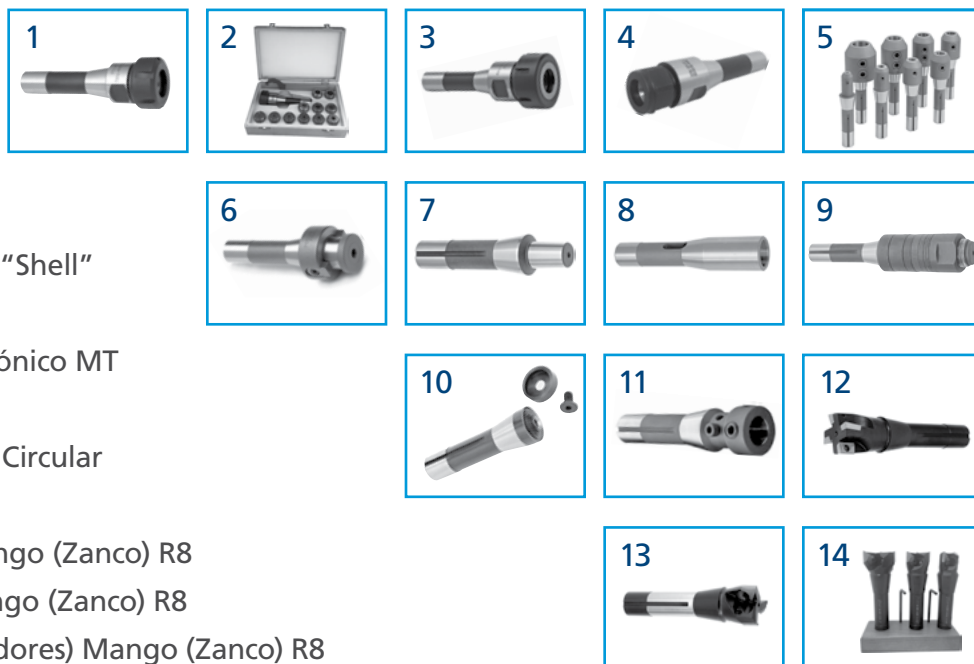 1 2 3 4 5
6 7 8 9
“Shell”
ónico MT
10 11 12
Circular
ngo (Zanco) R8
13 14
ngo (Zanco) R8
dores) Mango (Zanco) R8